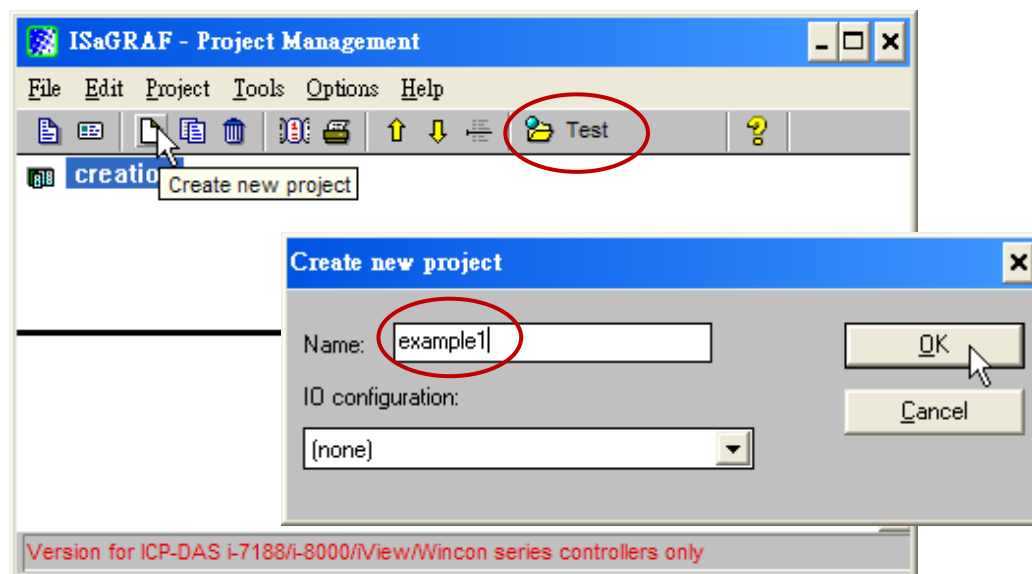 ISaGRAF - Project Management
File Edit Project Tools Options Help
Test
creatio
Create new project
Create new project
Name: example1
OK
IO configuration:
Cancel
(none)
Version for ICP-DAS i-7188/i-8000/iView/Wincon series controllers only